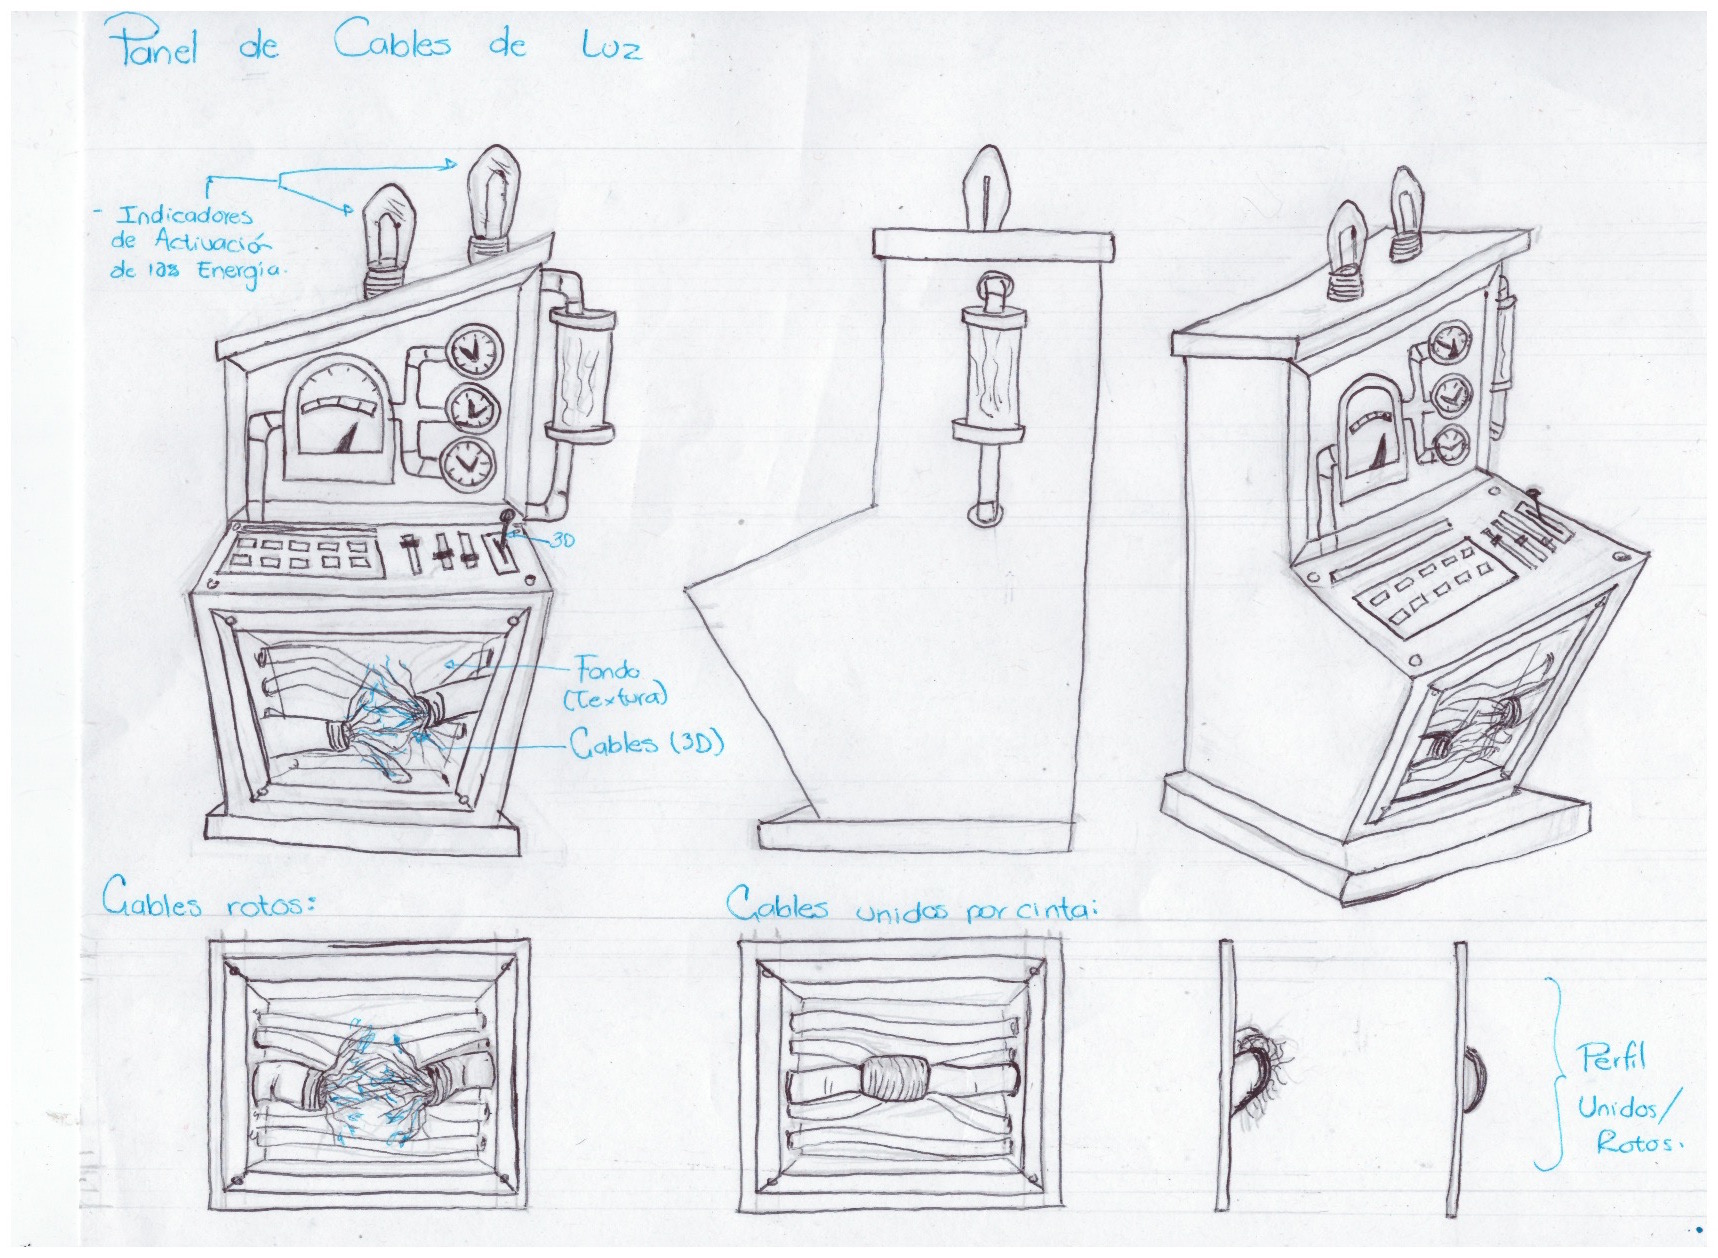 Panel de Cables de Luz
- Indicadores
de Activación
de las Energía.
3D
Fondo
(Textura)
Cables (3D)
Cables rotos:
Cables unidos por cinta:
Perfil
Unidos/
Rotos.